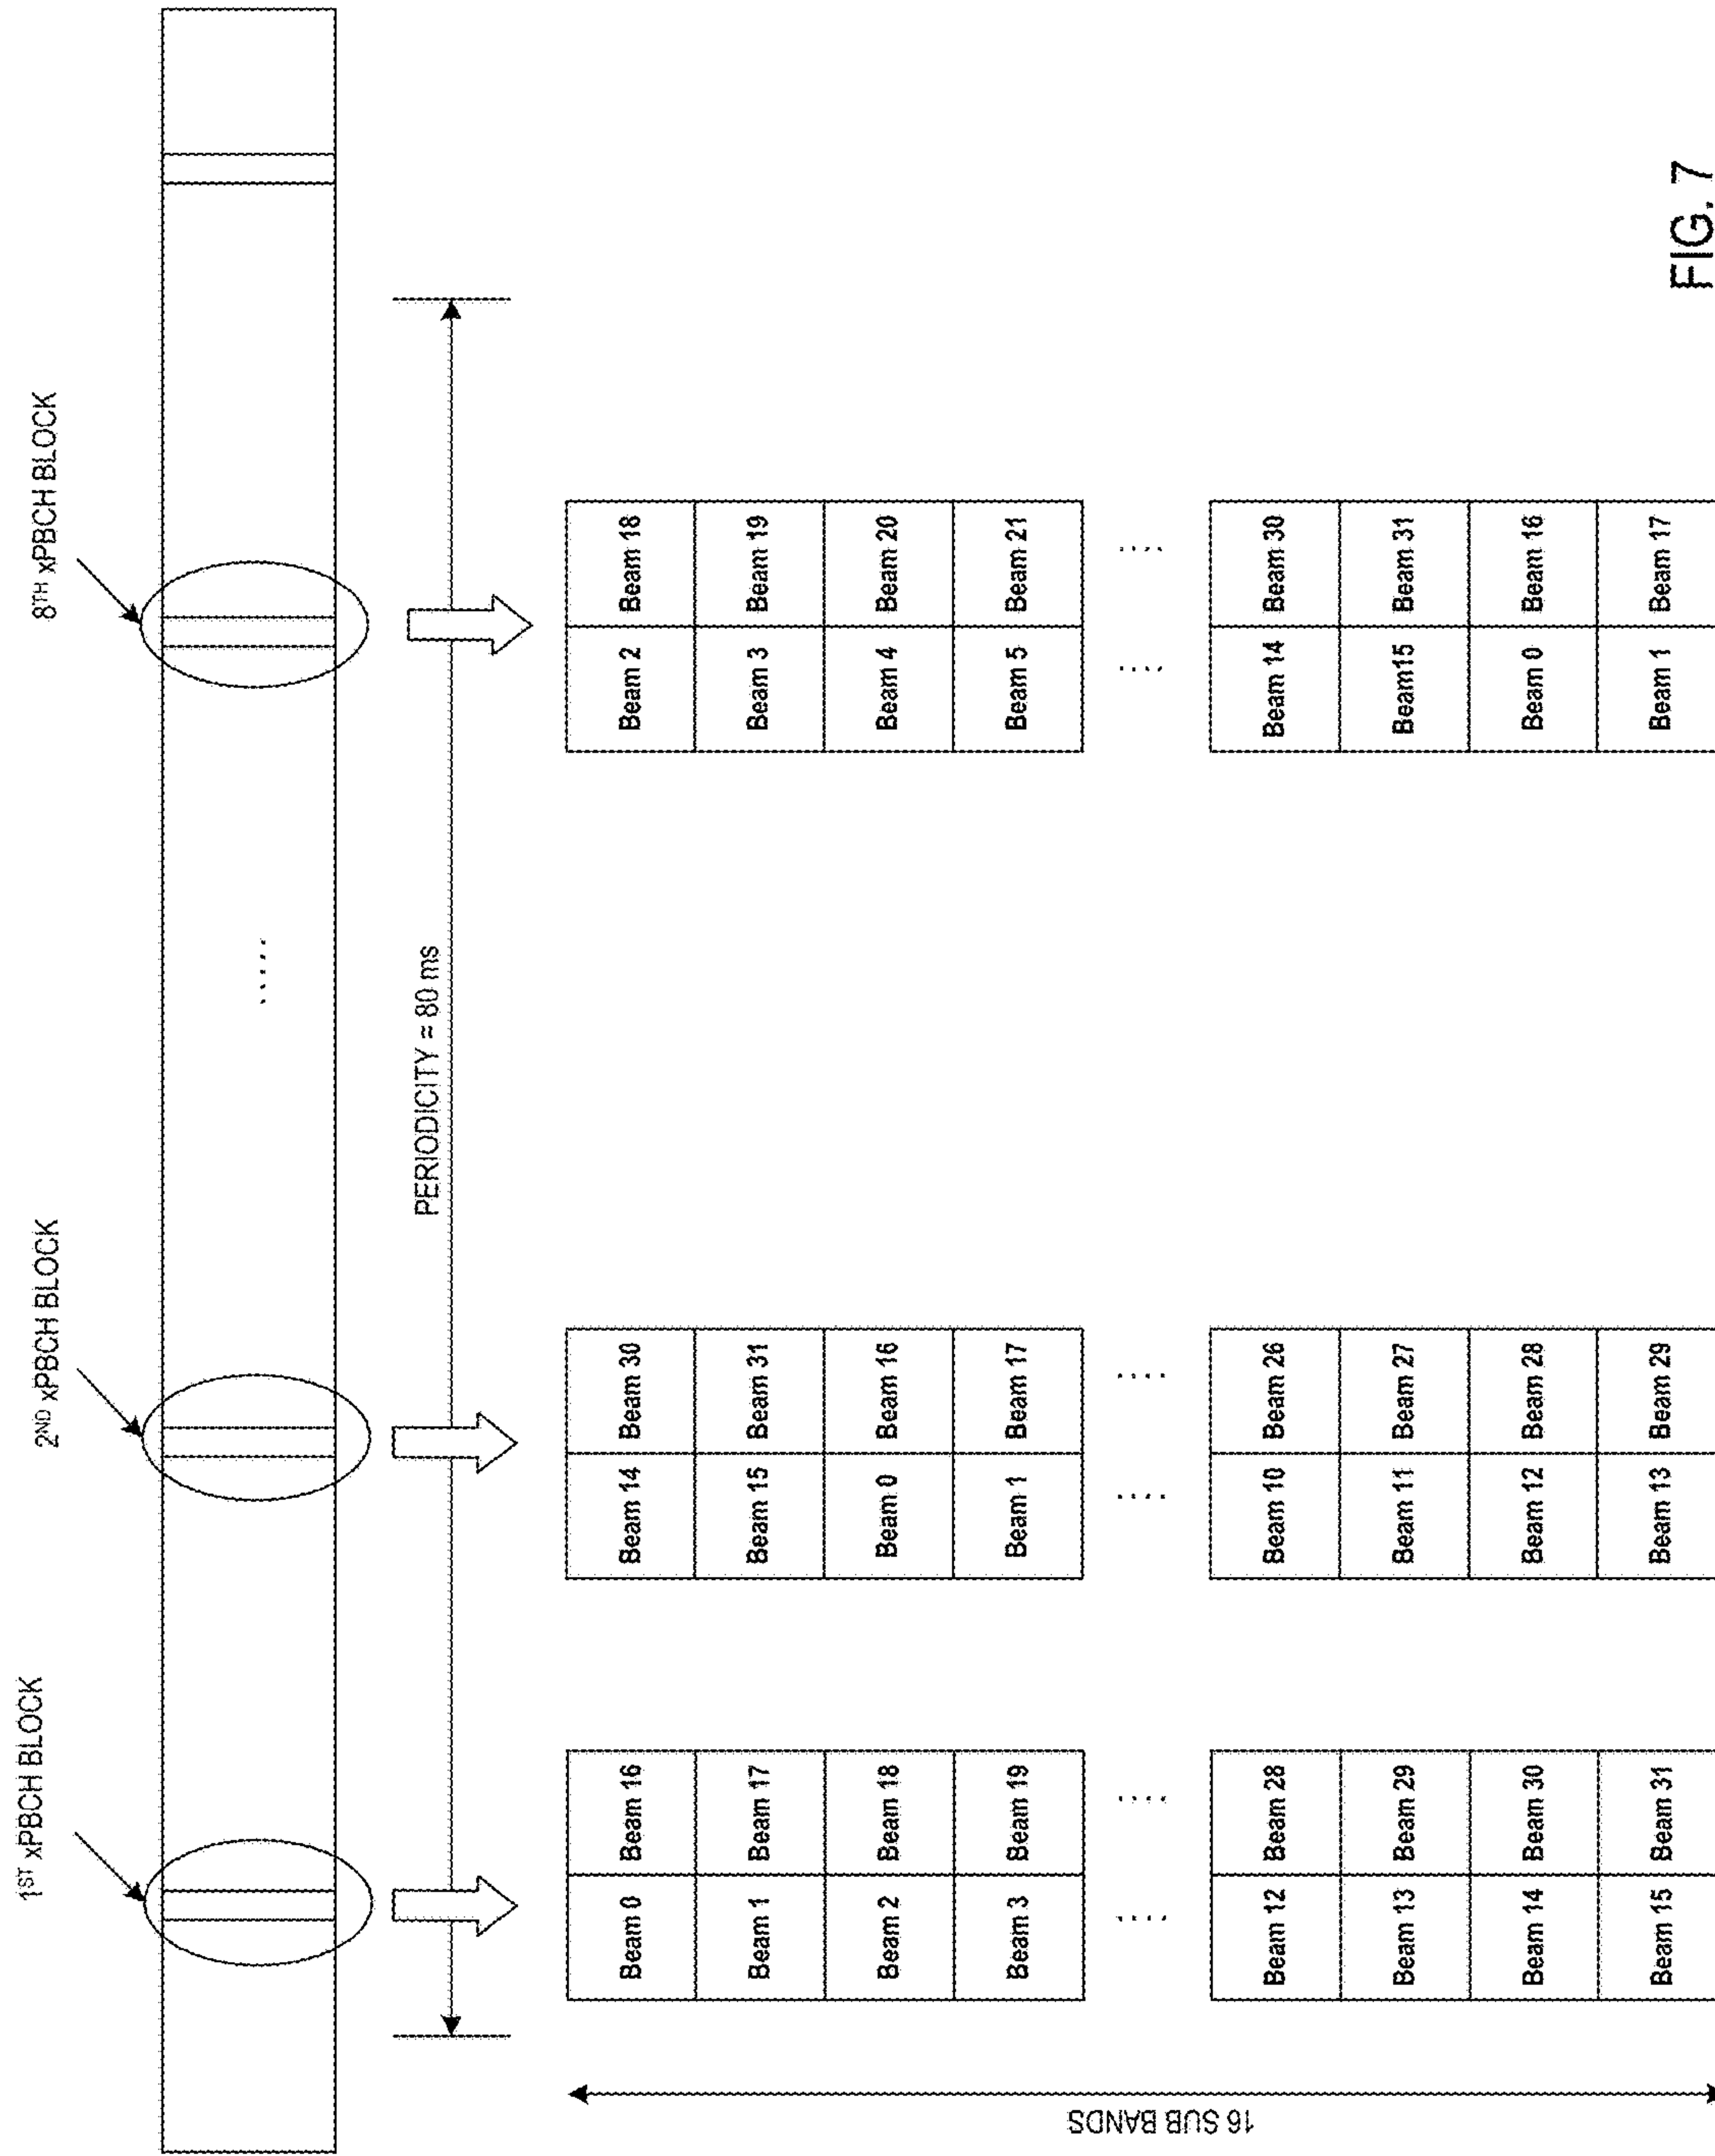 1ST xPBCH BLOCK
2ND xPBCH BLOCK
8TH xPBCH BLOCK
.....
PERIODICITY = 80 ms
16 SUB BANDS
Beam 0 Beam 16
Beam 1 Beam 17
Beam 2 Beam 18
Beam 3 Beam 19
....
....
Beam 12 Beam 28
Beam 13 Beam 29
Beam 14 Beam 30
Beam 15 Beam 31
Beam 14 Beam 30
Beam 15 Beam 31
Beam 0 Beam 16
Beam 1 Beam 17
....
....
Beam 10 Beam 26
Beam 11 Beam 27
Beam 12 Beam 28
Beam 13 Beam 29
Beam 2 Beam 18
Beam 3 Beam 19
Beam 4 Beam 20
Beam 5 Beam 21
....
....
Beam 14 Beam 30
Beam15 Beam 31
Beam 0 Beam 16
Beam 1 Beam 17
FIG. 7